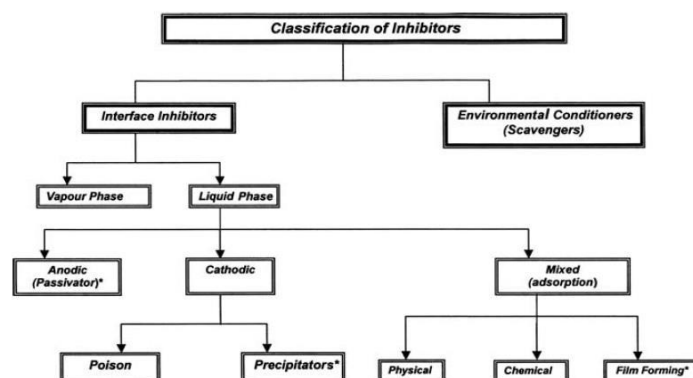 Classification of Inhibitors
Interface Inhibitors
Environmental Conditioners
(Scavengers)
Vapour Phase
Liquid Phase
Anodic
(Passivator)*
Cathodic
Mixed
(adsorption)
Poison
Precipitators*
Physical
Chemical
Film Forming*